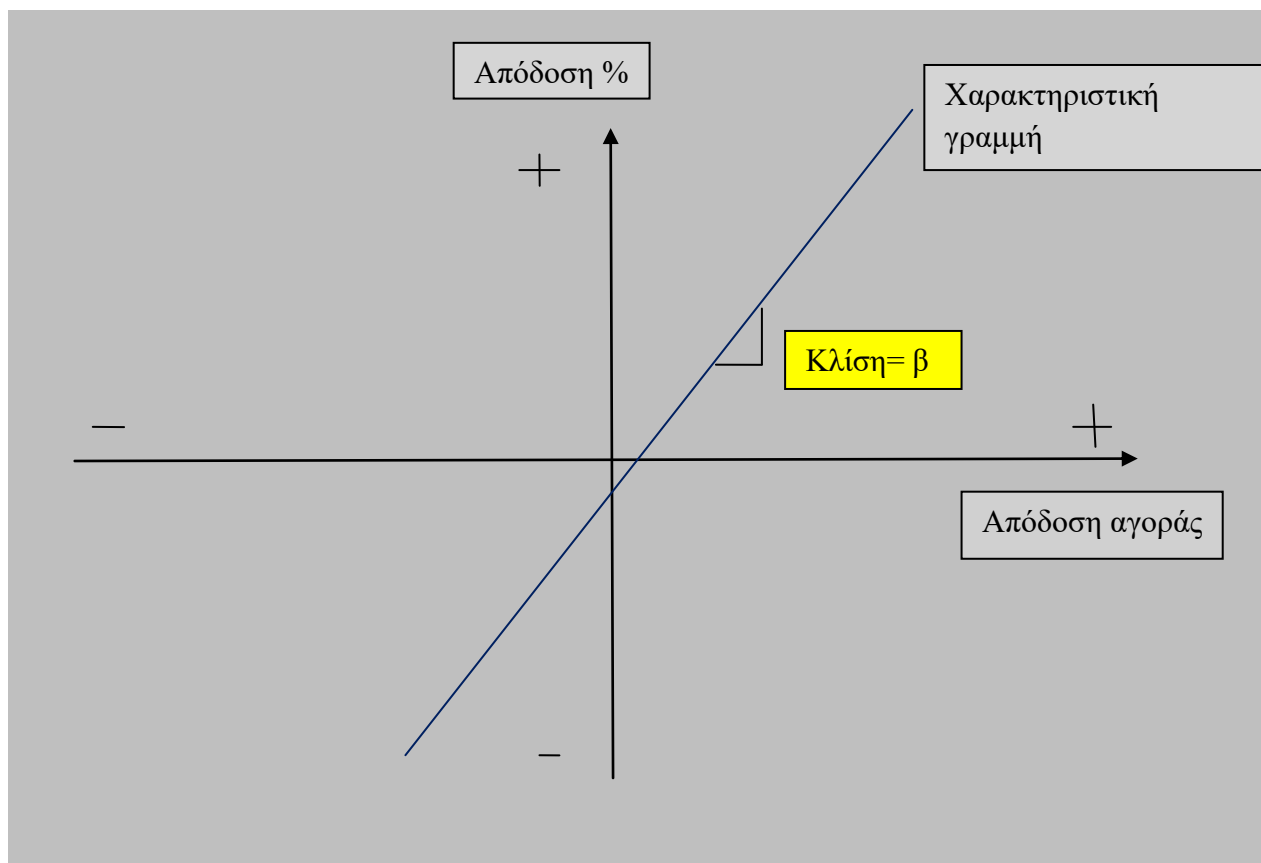 Απόδοση %
Χαρακτηριστική
γραμμή
+
Κλίση= β
−
+
Απόδοση αγοράς
−